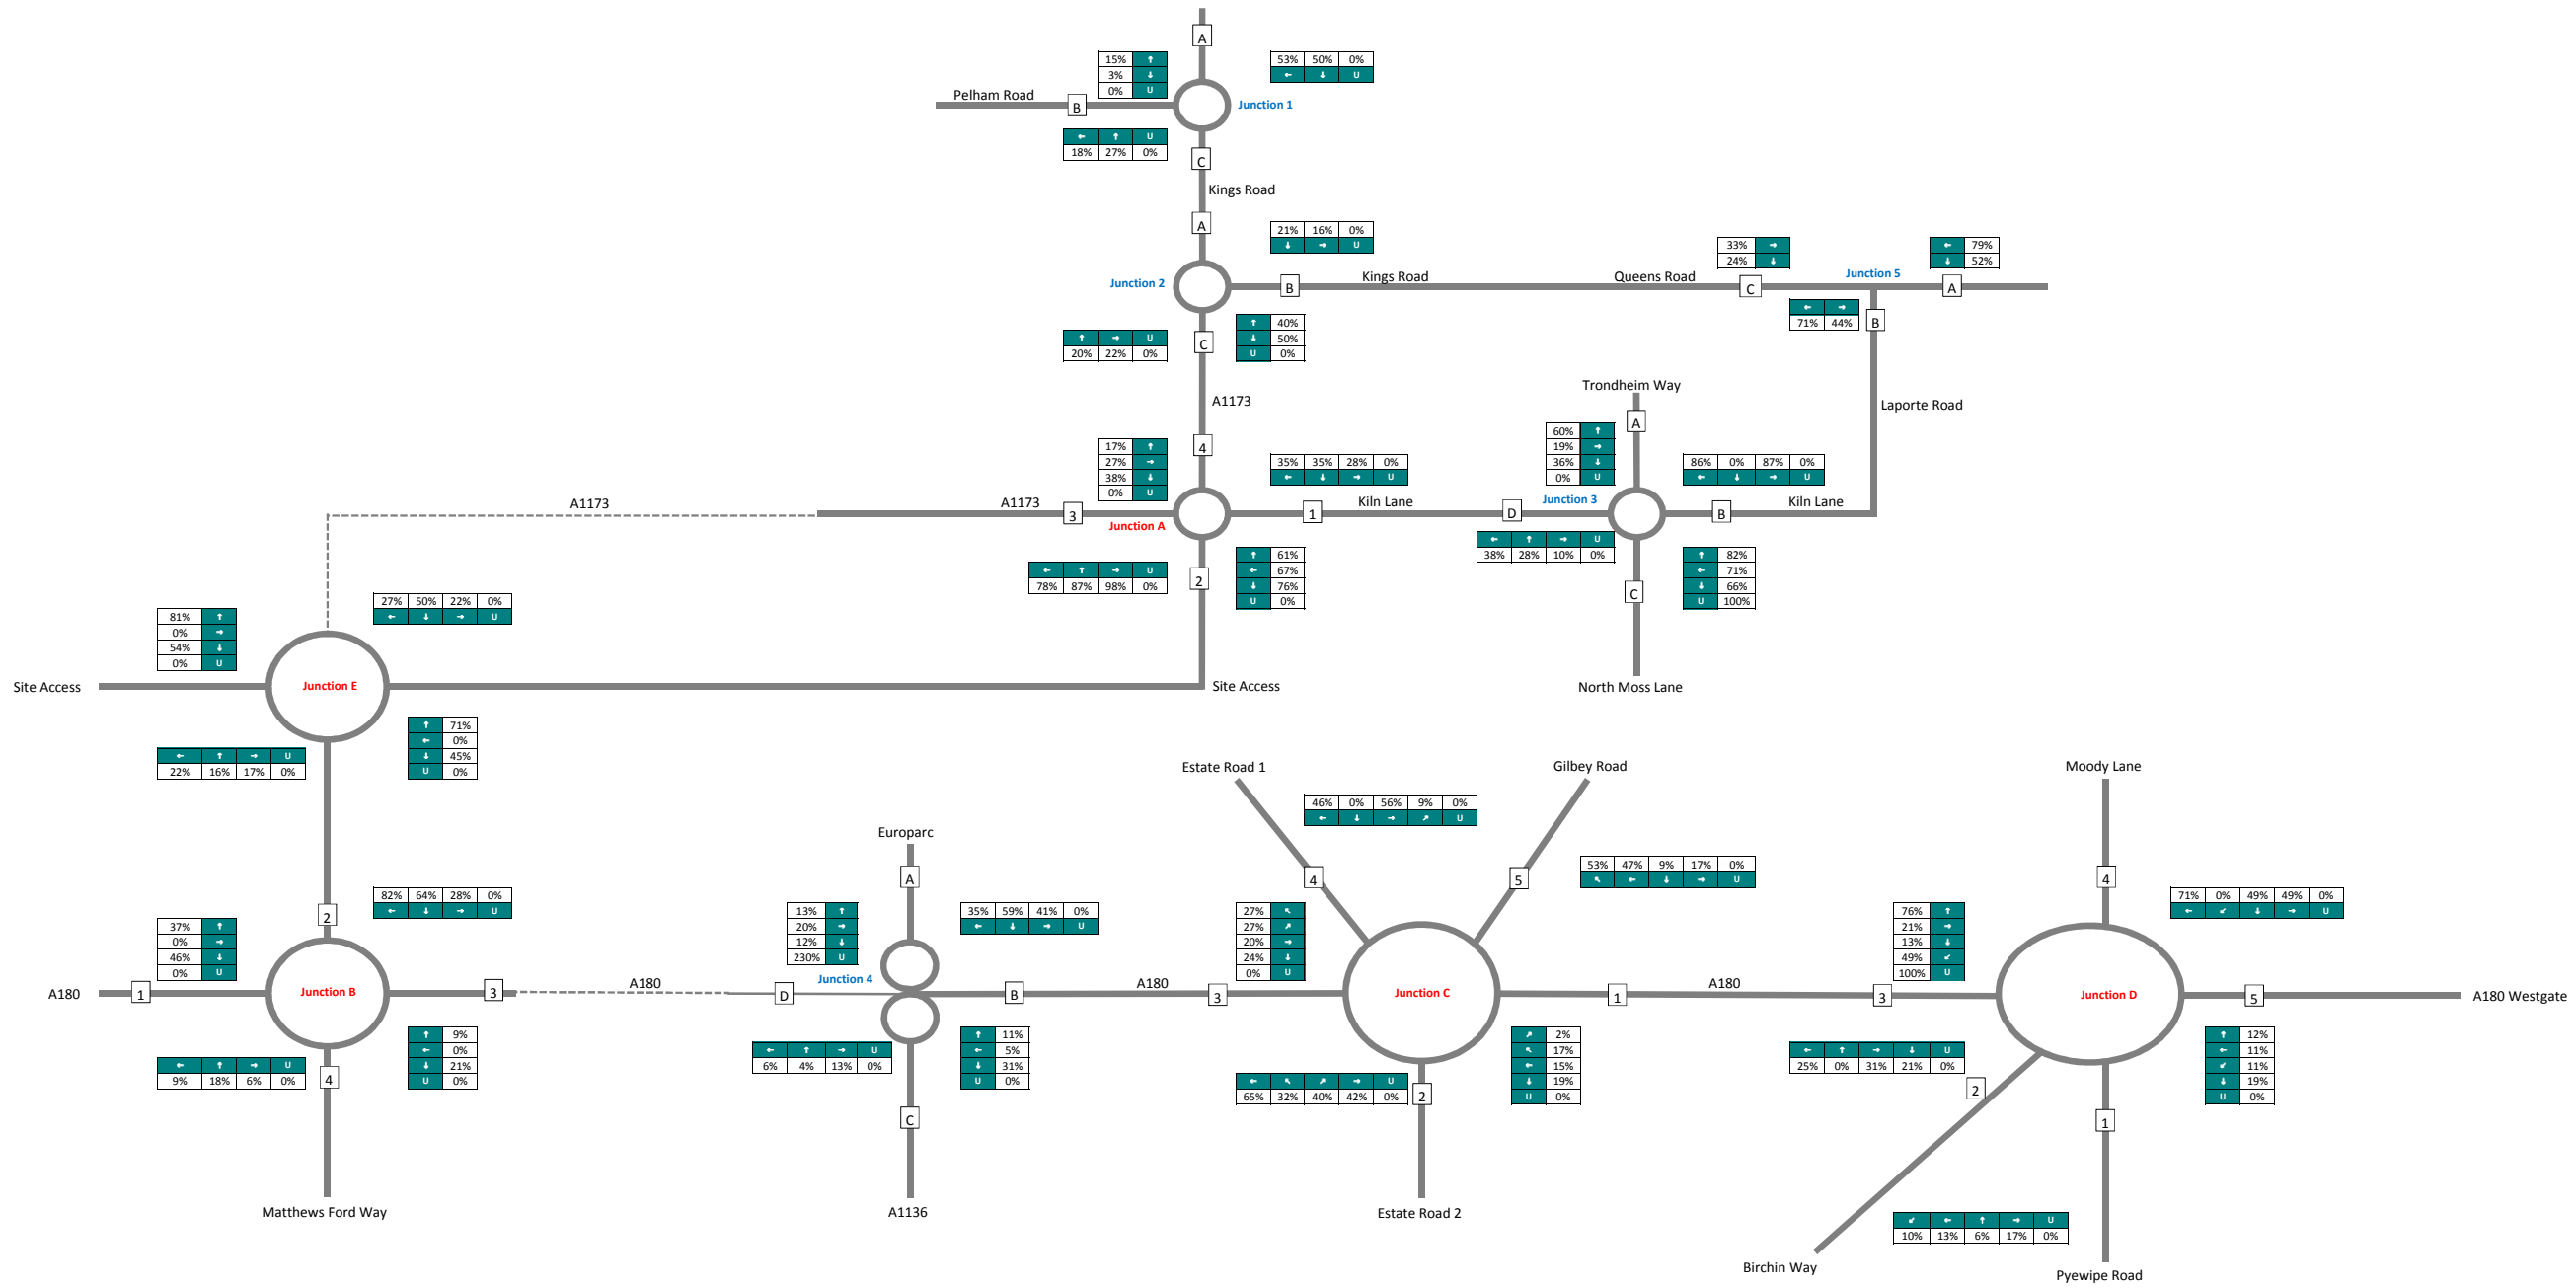 A
15% ↑
3% ↓
0% U
53% 50% 0%
← ↓ U
Pelham Road
B
Junction 1
← ↑ U
18% 27% 0%
C
Kings Road
A
21% 16% 0%
↓ → U
Junction 2
B
Kings Road
Queens Road
33% →
24% ↓
C
Junction 5
← 79%
↓ 52%
A
← →
71% 44%
B
↑ → U
20% 22% 0%
C
↑ 40%
↓ 50%
U 0%
A1173
Laporte Road
Trondheim Way
A
4
17% ↑
27% →
38% ↓
0% U
35% 35% 28% 0%
← ↓ → U
60% ↑
19% →
36% ↓
0% U
86% 0% 87% 0%
← ↓ → U
A1173
A1173
3
Junction A
1
Kiln Lane
D
Junction 3
B
Kiln Lane
← ↑ → U
78% 87% 98% 0%
2
↑ 61%
← 67%
↓ 76%
U 0%
← ↑ → U
38% 28% 10% 0%
C
↑ 82%
← 71%
↓ 66%
U 100%
81% ↑
0% →
54% ↓
0% U
27% 50% 22% 0%
← ↓ → U
Site Access
Junction E
Site Access
North Moss Lane
← ↑ → U
22% 16% 17% 0%
↑ 71%
← 0%
↓ 45%
U 0%
Estate Road 1
Gilbey Road
Moody Lane
46% 0% 56% 9% 0%
← ↓ → ↗ U
Europarc
A
4
5
53% 47% 9% 17% 0%
↖ ← ↓ → U
4
71% 0% 49% 49% 0%
← ↙ ↓ → U
2
82% 64% 28% 0%
← ↓ → U
37% ↑
0% →
46% ↓
0% U
13% ↑
20% →
12% ↓
230% U
35% 59% 41% 0%
← ↓ → U
27% ↖
27% ↗
20% →
24% ↓
0% U
76% ↑
21% →
13% ↓
49% ↙
100% U
A180
1
Junction B
3
A180
D
Junction 4
B
A180
3
Junction C
1
A180
3
Junction D
5
A180 Westgate
← ↑ → U
9% 18% 6% 0%
4
↑ 9%
← 0%
↓ 21%
U 0%
← ↑ → U
6% 4% 13% 0%
C
↑ 11%
← 5%
↓ 31%
U 0%
← ↖ ↗ → U
65% 32% 40% 42% 0%
2
↗ 2%
↖ 17%
← 15%
↓ 19%
U 0%
← ↑ → ↓ U
25% 0% 31% 21% 0%
2
1
↑ 12%
← 11%
↙ 11%
↓ 19%
U 0%
Matthews Ford Way
A1136
Estate Road 2
↙ ← ↑ → U
10% 13% 6% 17% 0%
Birchin Way
Pyewipe Road